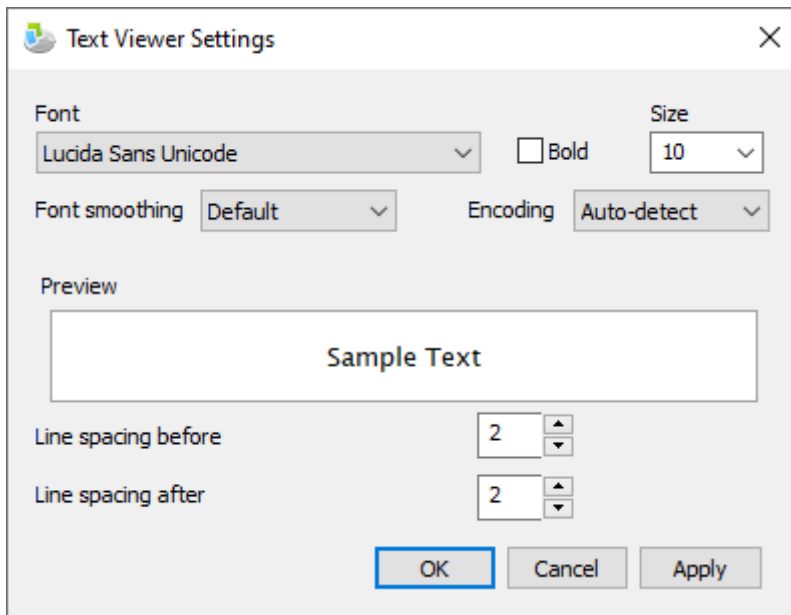 Text Viewer Settings
Font
Size
Lucida Sans Unicode
Bold
10
Font smoothing
Default
Encoding
Auto-detect
Preview
Sample Text
Line spacing before
2
Line spacing after
2
OK
Cancel
Apply